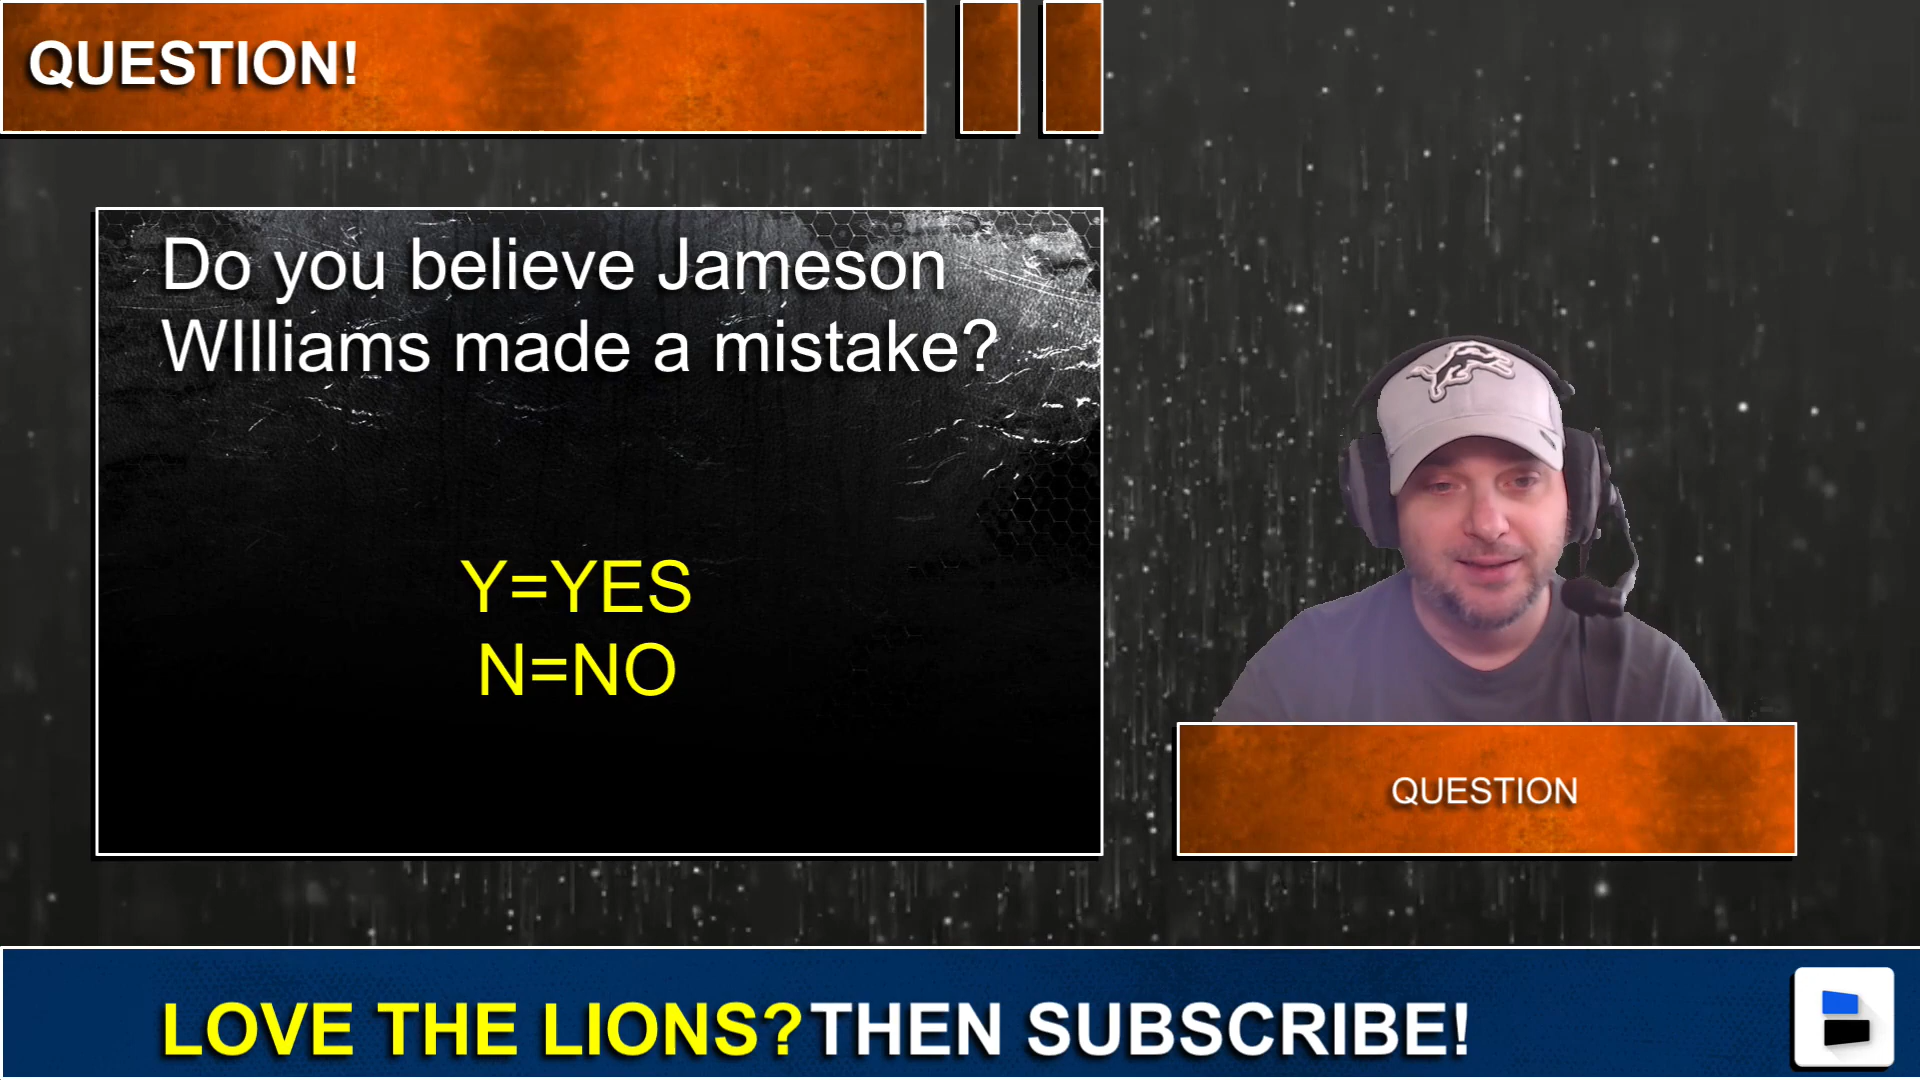 QUESTION!
Do you believe Jameson
WIlliams made a mistake?
Y=YES
N=NO
QUESTION
LOVE THE LIONS? THEN SUBSCRIBE!